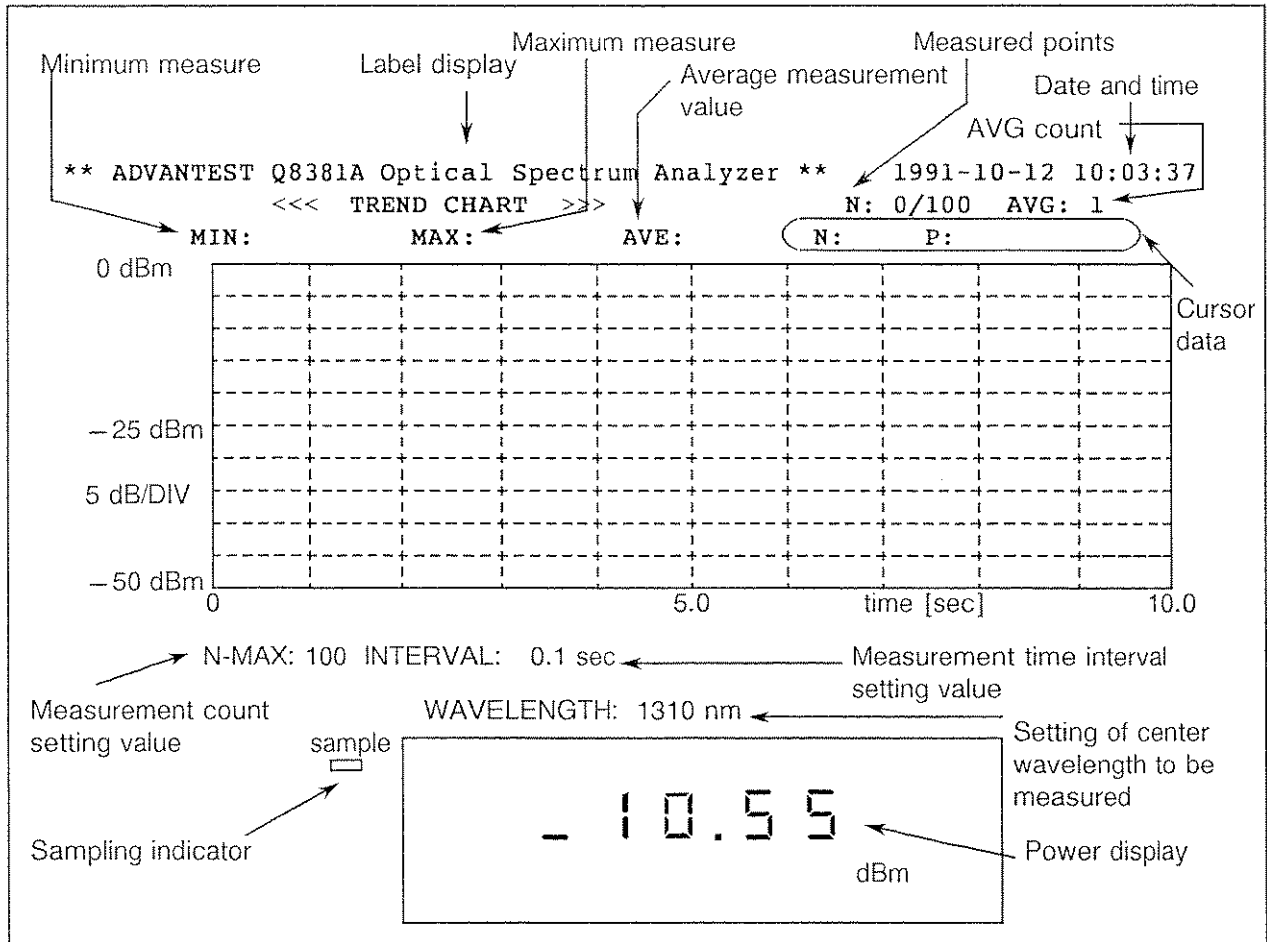 Maximum measure
Measured points
Minimum measure
Label display
Average measurement
value
Date and time
AVG count
** ADVANTEST Q8381A Optical Spectrum Analyzer ** 1991-10-12 10:03:37
<<< TREND CHART >>> N: 0/100 AVG: 1
MIN: MAX: AVE: N: P:
0 dBm
Cursor
data
－25 dBm
5 dB/DIV
－50 dBm
0 5.0 time [sec] 10.0
N-MAX: 100 INTERVAL: 0.1 sec
Measurement time interval
setting value
Measurement count
setting value
WAVELENGTH: 1310 nm
Setting of center
wavelength to be
measured
sample
- 10.55
dBm
Sampling indicator
Power display